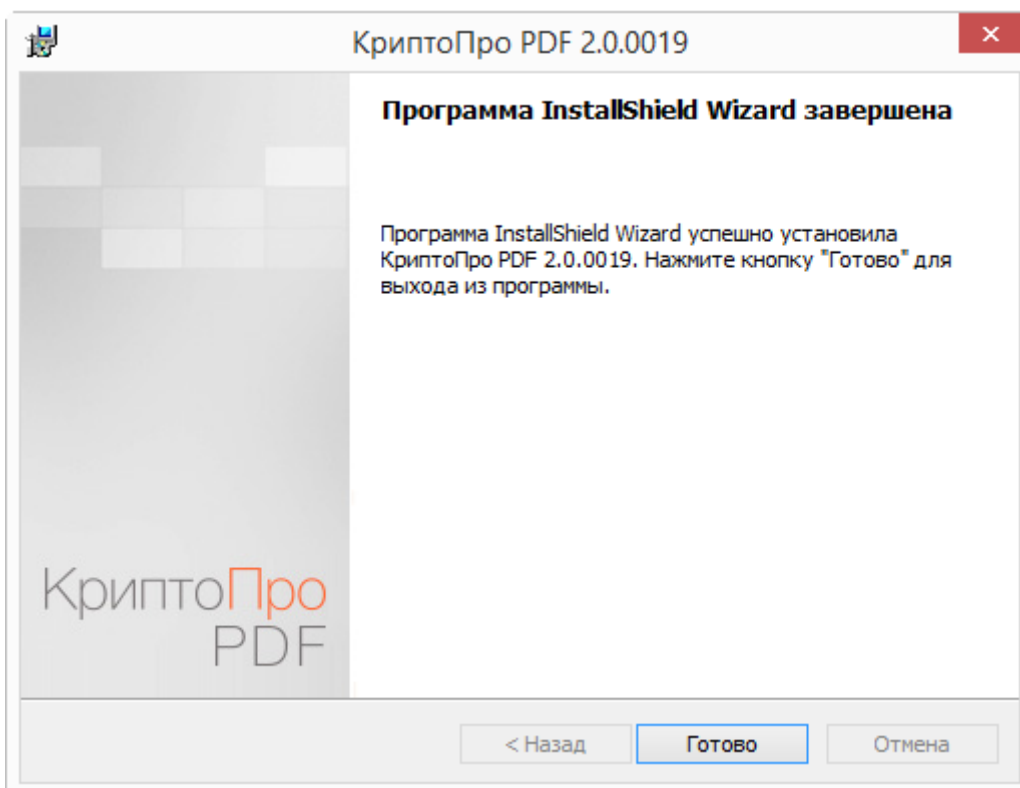 КриптоПро PDF 2.0.0019
Программа InstallShield Wizard завершена
Программа InstallShield Wizard успешно установила
КриптоПро PDF 2.0.0019. Нажмите кнопку "Готово" для
выхода из программы.
КриптоПро
PDF
< Назад
Готово
Отмена